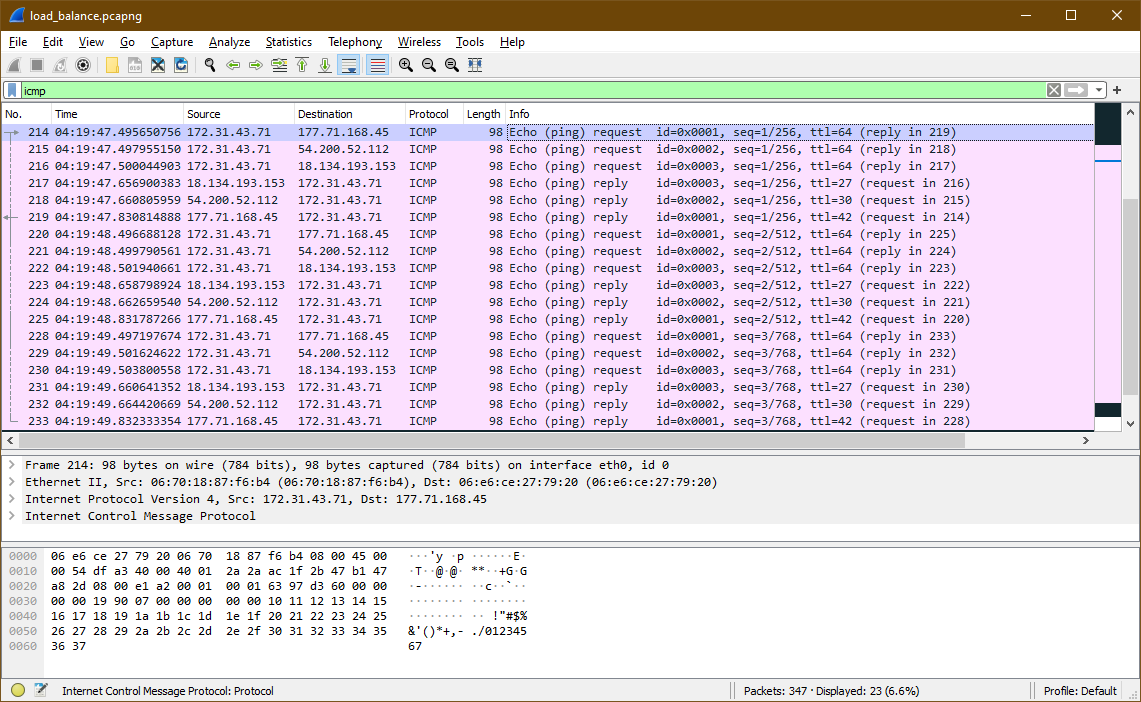 load_balance.pcapng
File Edit View Go Capture Analyze Statistics Telephony Wireless Tools Help
icmp
No. Time Source Destination Protocol Length Info
214 04:19:47.495650756 172.31.43.71 177.71.168.45 ICMP 98 Echo (ping) request id=0x0001, seq=1/256, ttl=64 (reply in 219)
215 04:19:47.497955150 172.31.43.71 54.200.52.112 ICMP 98 Echo (ping) request id=0x0002, seq=1/256, ttl=64 (reply in 218)
216 04:19:47.500044903 172.31.43.71 18.134.193.153 ICMP 98 Echo (ping) request id=0x0003, seq=1/256, ttl=64 (reply in 217)
217 04:19:47.656900383 18.134.193.153 172.31.43.71 ICMP 98 Echo (ping) reply id=0x0003, seq=1/256, ttl=27 (request in 216)
218 04:19:47.660805959 54.200.52.112 172.31.43.71 ICMP 98 Echo (ping) reply id=0x0002, seq=1/256, ttl=30 (request in 215)
219 04:19:47.830814888 177.71.168.45 172.31.43.71 ICMP 98 Echo (ping) reply id=0x0001, seq=1/256, ttl=42 (request in 214)
220 04:19:48.496688128 172.31.43.71 177.71.168.45 ICMP 98 Echo (ping) request id=0x0001, seq=2/512, ttl=64 (reply in 225)
221 04:19:48.499790561 172.31.43.71 54.200.52.112 ICMP 98 Echo (ping) request id=0x0002, seq=2/512, ttl=64 (reply in 224)
222 04:19:48.501940661 172.31.43.71 18.134.193.153 ICMP 98 Echo (ping) request id=0x0003, seq=2/512, ttl=64 (reply in 223)
223 04:19:48.658798924 18.134.193.153 172.31.43.71 ICMP 98 Echo (ping) reply id=0x0003, seq=2/512, ttl=27 (request in 222)
224 04:19:48.662659540 54.200.52.112 172.31.43.71 ICMP 98 Echo (ping) reply id=0x0002, seq=2/512, ttl=30 (request in 221)
225 04:19:48.831787266 177.71.168.45 172.31.43.71 ICMP 98 Echo (ping) reply id=0x0001, seq=2/512, ttl=42 (request in 220)
228 04:19:49.497197674 172.31.43.71 177.71.168.45 ICMP 98 Echo (ping) request id=0x0001, seq=3/768, ttl=64 (reply in 233)
229 04:19:49.501624622 172.31.43.71 54.200.52.112 ICMP 98 Echo (ping) request id=0x0002, seq=3/768, ttl=64 (reply in 232)
230 04:19:49.503800558 172.31.43.71 18.134.193.153 ICMP 98 Echo (ping) request id=0x0003, seq=3/768, ttl=64 (reply in 231)
231 04:19:49.660641352 18.134.193.153 172.31.43.71 ICMP 98 Echo (ping) reply id=0x0003, seq=3/768, ttl=27 (request in 230)
232 04:19:49.664420669 54.200.52.112 172.31.43.71 ICMP 98 Echo (ping) reply id=0x0002, seq=3/768, ttl=30 (request in 229)
233 04:19:49.832333354 177.71.168.45 172.31.43.71 ICMP 98 Echo (ping) reply id=0x0001, seq=3/768, ttl=42 (request in 228)
Frame 214: 98 bytes on wire (784 bits), 98 bytes captured (784 bits) on interface eth0, id 0
Ethernet II, Src: 06:70:18:87:f6:b4 (06:70:18:87:f6:b4), Dst: 06:e6:ce:27:79:20 (06:e6:ce:27:79:20)
Internet Protocol Version 4, Src: 172.31.43.71, Dst: 177.71.168.45
Internet Control Message Protocol
0000 06 e6 ce 27 79 20 06 70 18 87 f6 b4 08 00 45 00 ···'y ·p ······E·
0010 00 54 df a3 40 00 40 01 2a 2a ac 1f 2b 47 b1 47 ·T··@·@· **··+G·G
0020 a8 2d 08 00 e1 a2 00 01 00 01 63 97 d3 60 00 00 ·-······ ··c··`··
0030 00 00 19 90 07 00 00 00 00 00 10 11 12 13 14 15 ········ ········
0040 16 17 18 19 1a 1b 1c 1d 1e 1f 20 21 22 23 24 25 ········ ·· !"#$%
0050 26 27 28 29 2a 2b 2c 2d 2e 2f 30 31 32 33 34 35 &'()*+,- ./012345
0060 36 37 67
Internet Control Message Protocol: Protocol Packets: 347 · Displayed: 23 (6.6%) Profile: Default